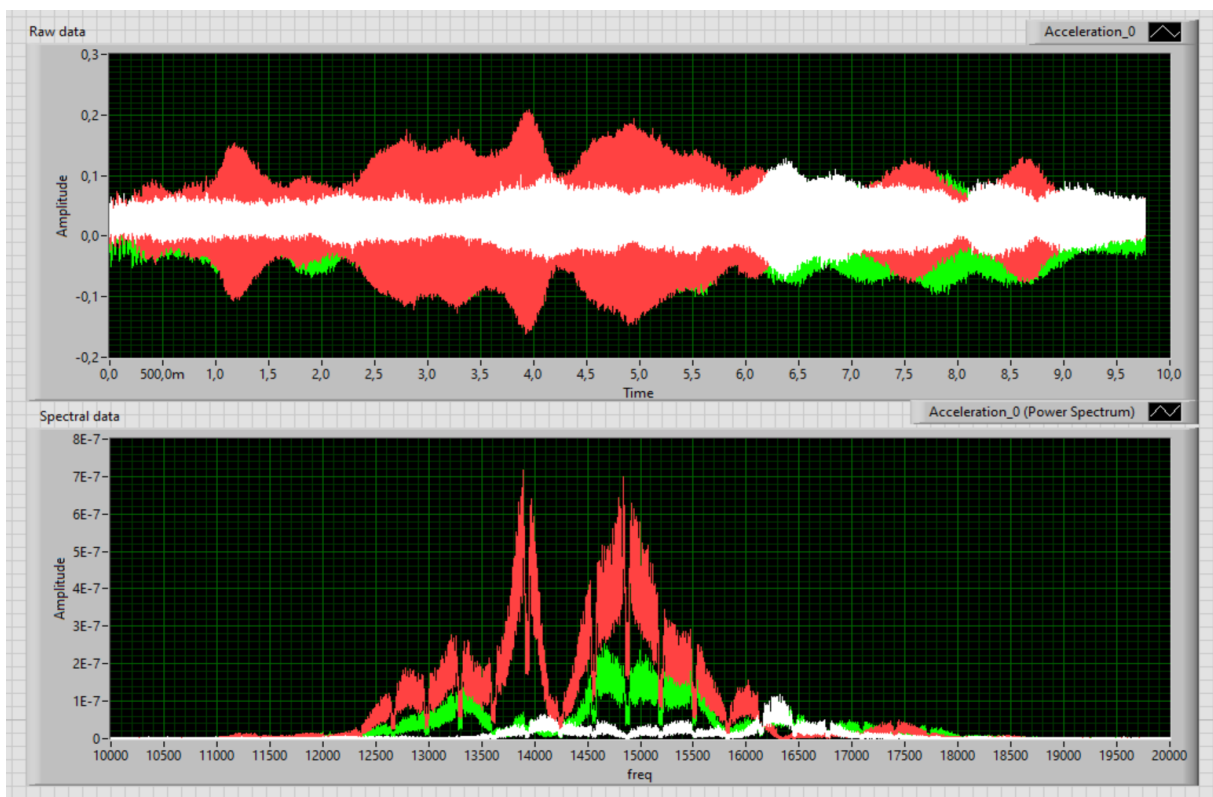 Raw data
Acceleration_0
0,3
0,2
0,1
0,0
-0,1
-0,2
Amplitude
0,0 500,0m 1,0 1,5 2,0 2,5 3,0 3,5 4,0 4,5 5,0 5,5 6,0 6,5 7,0 7,5 8,0 8,5 9,0 9,5 10,0
Time
Spectral data
Acceleration_0 (Power Spectrum)
8E-7
7E-7
6E-7
5E-7
4E-7
3E-7
2E-7
1E-7
0
Amplitude
10000 10500 11000 11500 12000 12500 13000 13500 14000 14500 15000 15500 16000 16500 17000 17500 18000 18500 19000 19500 20000
freq